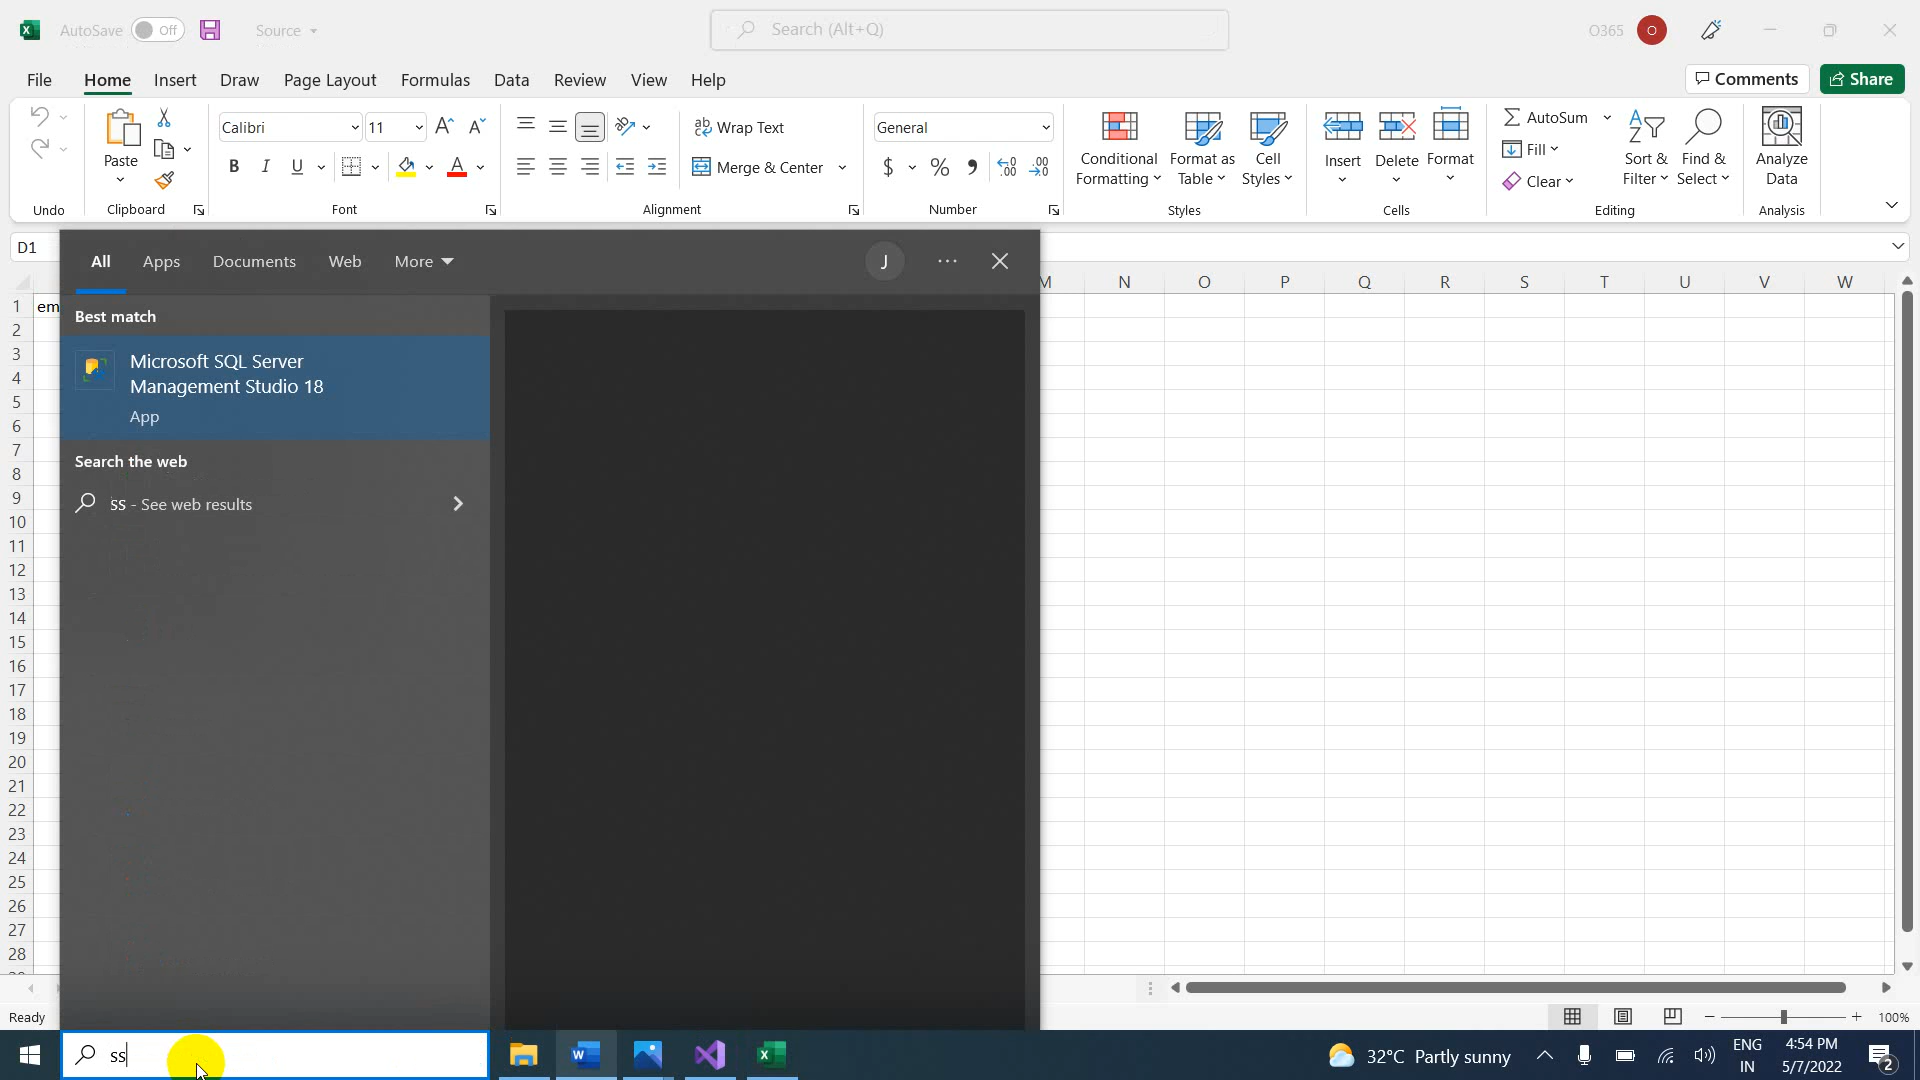 AutoSave Off Source Search (Alt+Q) O365 O
File Home Insert Draw Page Layout Formulas Data Review View Help Comments Share
Calibri 11 Wrap Text General AutoSum
Paste Conditional Format as Cell Insert Delete Format Fill Sort & Find & Analyze
B I U Merge & Center $ % Formatting Table Styles Clear Filter Select Data
Undo Clipboard Font Alignment Number Styles Cells Editing Analysis
D1
All Apps Documents Web More J
M N O P Q R S T U V W
1 em
Best match
2
3 Microsoft SQL Server
4 Management Studio 18
5 App
6
7
8 Search the web
9 ss - See web results
10
11
12
13
14
15
16
17
18
19
20
21
22
23
24
25
26
27
28
Ready 100%
ss
32°C Partly sunny ENG 4:54 PM
IN 5/7/2022 2